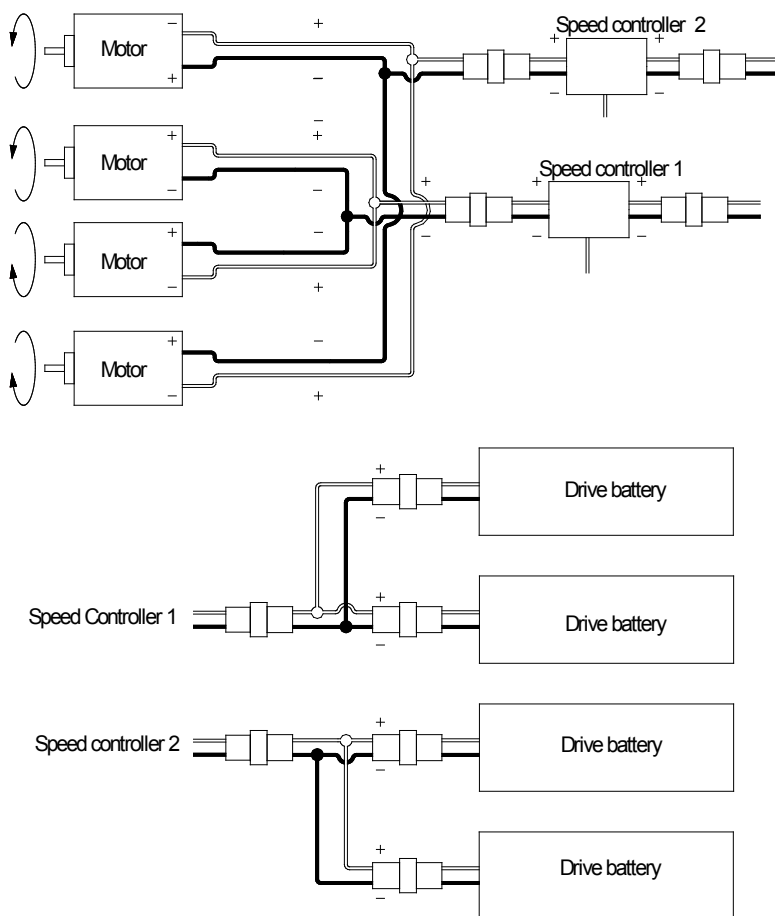 Speed controller 2
−
Motor
+
+
−
+ +
− −
−
+
Motor
−
+
−
Speed controller 1
+
Motor
−
−
+
+
−
+ +
− −
+
Motor
−
−
+
Drive battery
+
−
Speed Controller 1
+
−
Drive battery
Speed controller 2
+
−
Drive battery
+
−
Drive battery